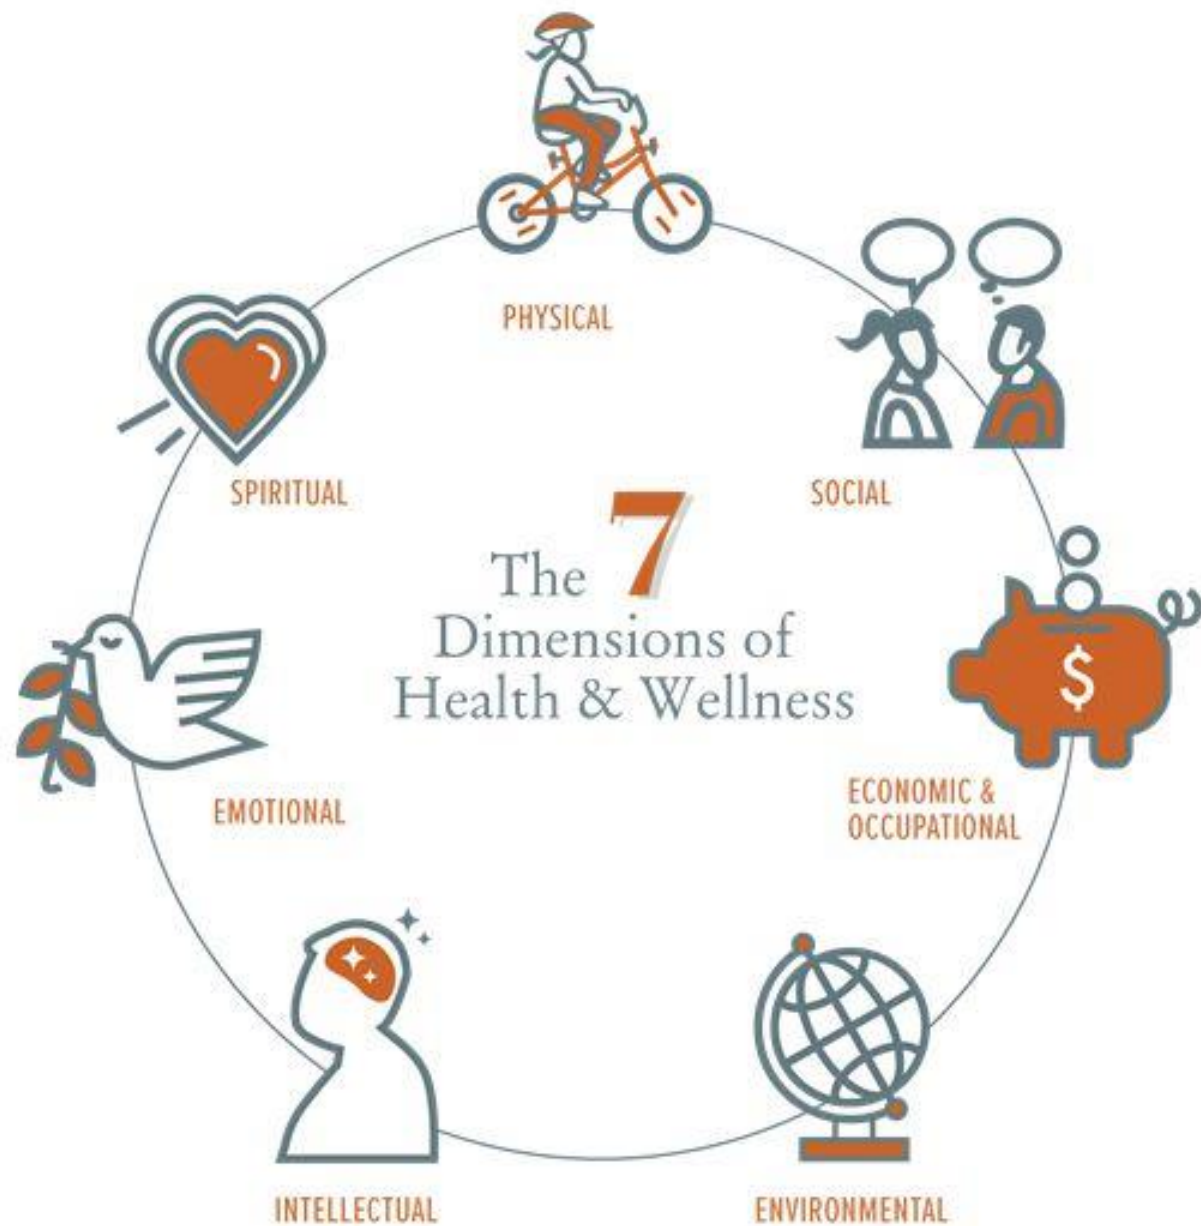 PHYSICAL
SPIRITUAL
SOCIAL
The 7
Dimensions of
Health & Wellness
$
ECONOMIC &
OCCUPATIONAL
EMOTIONAL
INTELLECTUAL
ENVIRONMENTAL